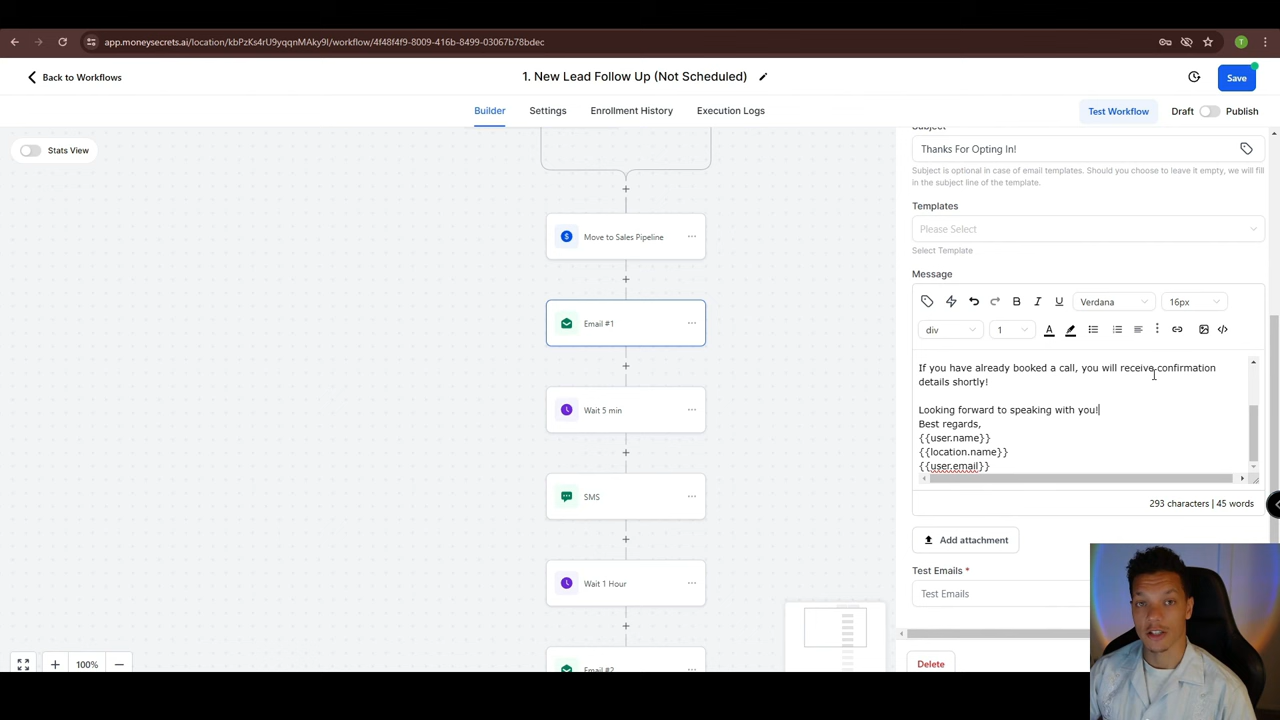 app.moneysecrets.ai/location/kbPzKs4rU9yqqnMAky9I/workflow/4f48f4f9-8009-416b-8499-03067b78bdec
T
Back to Workflows
1. New Lead Follow Up (Not Scheduled)
Save
Builder
Settings
Enrollment History
Execution Logs
Test Workflow
Draft
Publish
Stats View
Move to Sales Pipeline
Email #1
Wait 5 min
SMS
Wait 1 Hour
Email #2
100%
Subject
Thanks For Opting In!
Subject is optional in case of email templates. Should you choose to leave it empty, we will fill
in the subject line of the template.
Templates
Please Select
Select Template
Message
B I U Verdana 16px
div 1 A
If you have already booked a call, you will receive confirmation
details shortly!
Looking forward to speaking with you!
Best regards,
{{user.name}}
{{location.name}}
{{user.email}}
293 characters | 45 words
Add attachment
Test Emails *
Test Emails
Delete